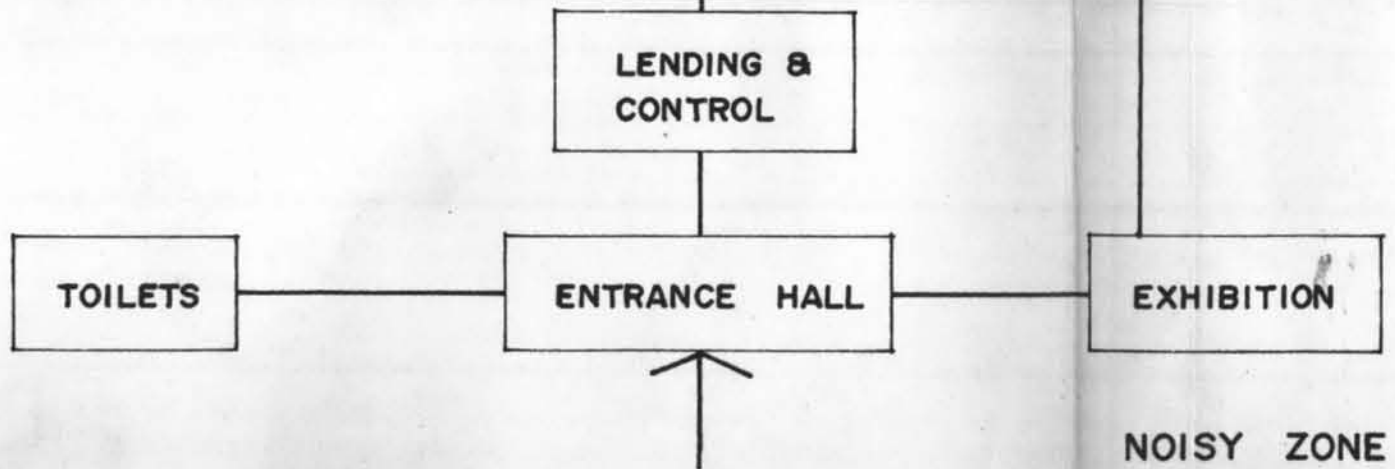 LENDING &
CONTROL
TOILETS
ENTRANCE HALL
EXHIBITION
NOISY ZONE